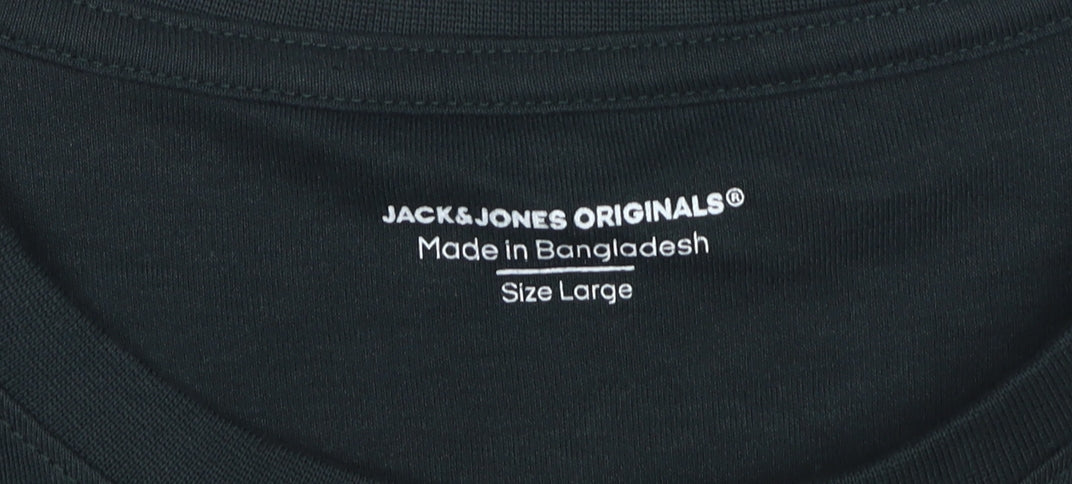 JACK&JONES ORIGINALS®
Made in Bangladesh
Size Large